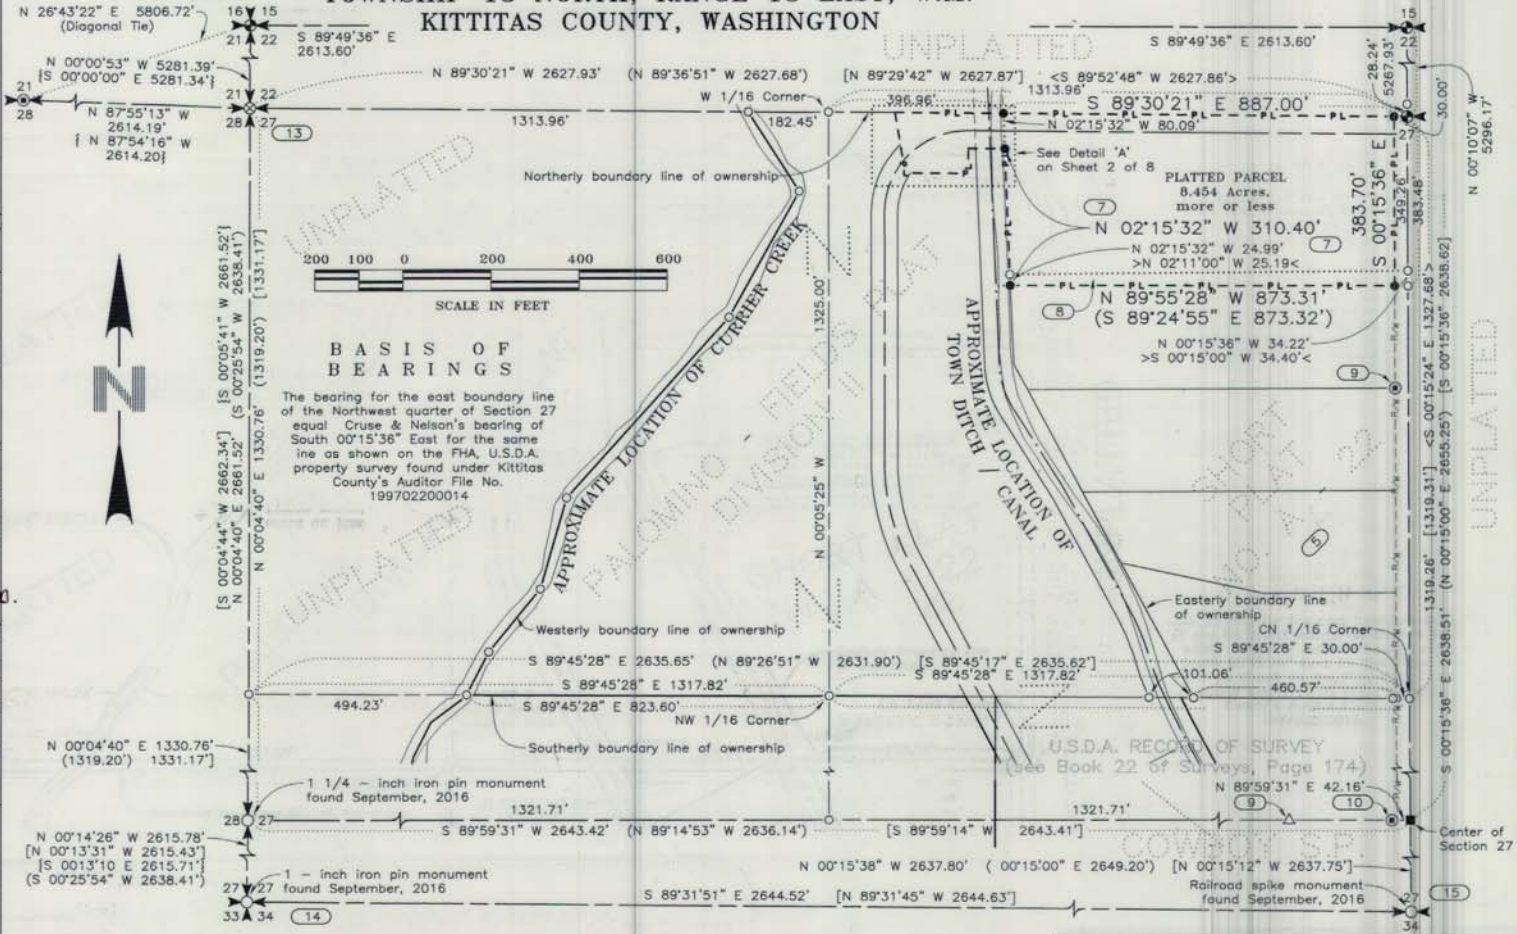 KITTITAS COUNTY, WASHINGTON
N 26°43'22" E 5806.72'
(Diagonal Tie)
16 15
21 22
S 89°49'36" E
2613.60'
UNPLATTED
S 89°49'36" E 2613.60'
15
22
N 00°00'53" W 5281.39'
{S 00°00'00" E 5281.34'}
N 89°30'21" W 2627.93' (N 89°36'51" W 2627.68') [N 89°29'42" W 2627.87'] <S 89°52'48" W 2627.86'>
28.24'
5267.93'
21
28
21 22
28 27
N 87°55'13" W
2614.19'
{ N 87°54'16" W
2614.20}
13
1313.96'
W 1/16 Corner
182.45'
396.96'
1313.96'
S 89°30'21" E 887.00'
N 02°15'32" W 80.09'
27
30.00'
N 00°10'07" W
5296.17'
UNPLATTED
Northerly boundary line of ownership
See Detail 'A'
on Sheet 2 of 8
PLATTED PARCEL
8.454 Acres,
more or less
7
N 02°15'32" W 310.40'
7
N 02°15'32" W 24.99'
>N 02°11'00" W 25.19<
383.70'
S 00°15'36" E
349.26'
383.48'
200 100 0 200 400 600
SCALE IN FEET
8
N 89°55'28" W 873.31'
(S 89°24'55" E 873.32')
N 00°15'36" W 34.22'
>S 00°15'00" W 34.40'<
9
N
BASIS OF
BEARINGS
The bearing for the east boundary line
of the Northwest quarter of Section 27
equal Cruse & Nelson's bearing of
South 00°15'36" East for the same
ine as shown on the FHA, U.S.D.A.
property survey found under Kittitas
County's Auditor File No.
199702200014
[S 00°04'44" W 2662.34'] {S 00°05'41" W 2661.52'}
N 00°04'40" E 2661.52' (S 00°25'54" W 2638.41')
N 00°04'40" E 1330.76' (1319.20') [1331.17']
APPROXIMATE LOCATION OF CURRIER CREEK
1325.00'
N 00°05'25" W
PALOMINO FIELDS PLAT
DIVISION II
APPROXIMATE LOCATION OF
TOWN DITCH / CANAL
SHORT
PLAT
5
1319.26' [1319.31'] <S 00°15'24" E 1327.68'>
S 00°15'36" E 2638.51' (N 00°15'00" E 2655.25') [S 00°15'36" 2638.62]
UNPLATTED
UNPLATTED
Westerly boundary line of ownership
Easterly boundary line
of ownership
CN 1/16 Corner
S 89°45'28" E 30.00'
S 89°45'28" E 2635.65' (N 89°26'51" W 2631.90') [S 89°45'17" E 2635.62']
S 89°45'28" E 1317.82'
S 89°45'28" E 1317.82'
101.06'
460.57'
494.23'
S 89°45'28" E 823.60'
NW 1/16 Corner
Southerly boundary line of ownership
N 00°04'40" E 1330.76'
(1319.20') 1331.17']
U.S.D.A. RECORD OF SURVEY
(see Book 22 of Surveys, Page 174)
1 1/4 - inch iron pin monument
found September, 2016
N 89°59'31" E 42.16'
9
10
28 27
1321.71'
1321.71'
S 89°59'31" W 2643.42' (N 89°14'53" W 2636.14') [S 89°59'14" W 2643.41']
Center of
Section 27
N 00°14'26" W 2615.78'
[N 00°13'31" W 2615.43']
{S 0013'10 E 2615.71'}
(S 00°25'54" W 2638.41')
COWBOY S.P.
N 00°15'38" W 2637.80' ( 00°15'00" E 2649.20') [N 00°15'12" W 2637.75']
1 - inch iron pin monument
found September, 2016
Railroad spike monument
found September, 2016
27 27
33 34
14
S 89°31'51" E 2644.52' [N 89°31'45" W 2644.63']
27
34
15